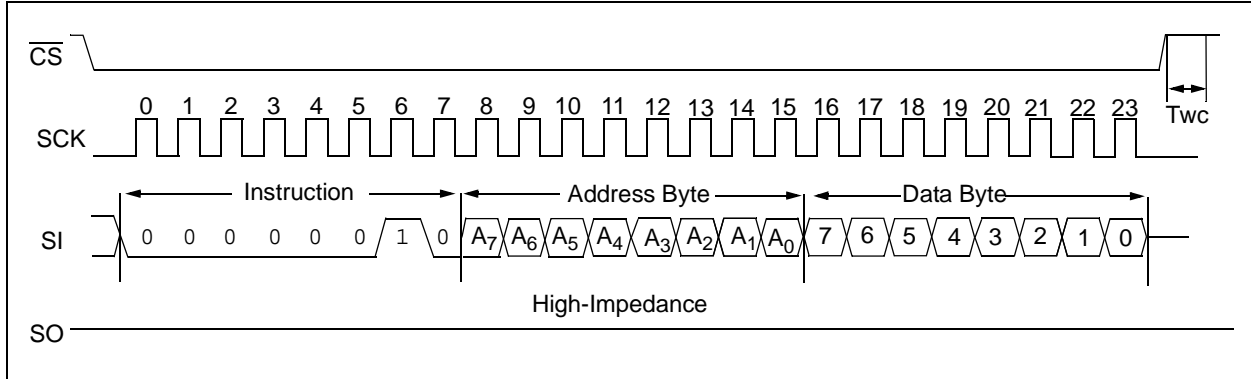 CS
0 1 2 3 4 5 6 7 8 9 10 11 12 13 14 15 16 17 18 19 20 21 22 23
Twc
SCK
Instruction Address Byte Data Byte
SI 0 0 0 0 0 0 1 0 A7 A6 A5 A4 A3 A2 A1 A0 7 6 5 4 3 2 1 0
High-Impedance
SO